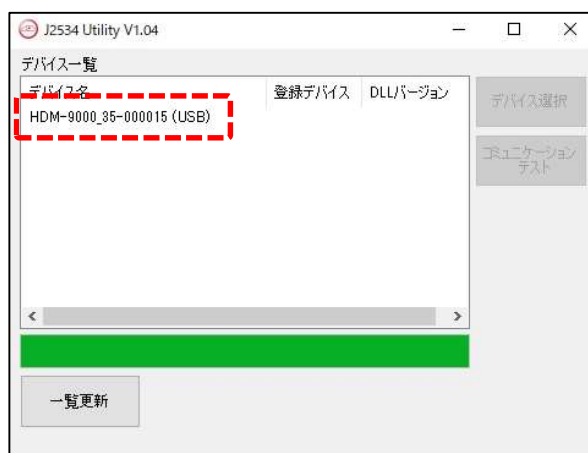 J2534 Utility V1.04
デバイス一覧
デバイス名 登録デバイス DLLバージョン
HDM-9000_35-000015 (USB)
デバイス選択
コミュニケーション
テスト
一覧更新